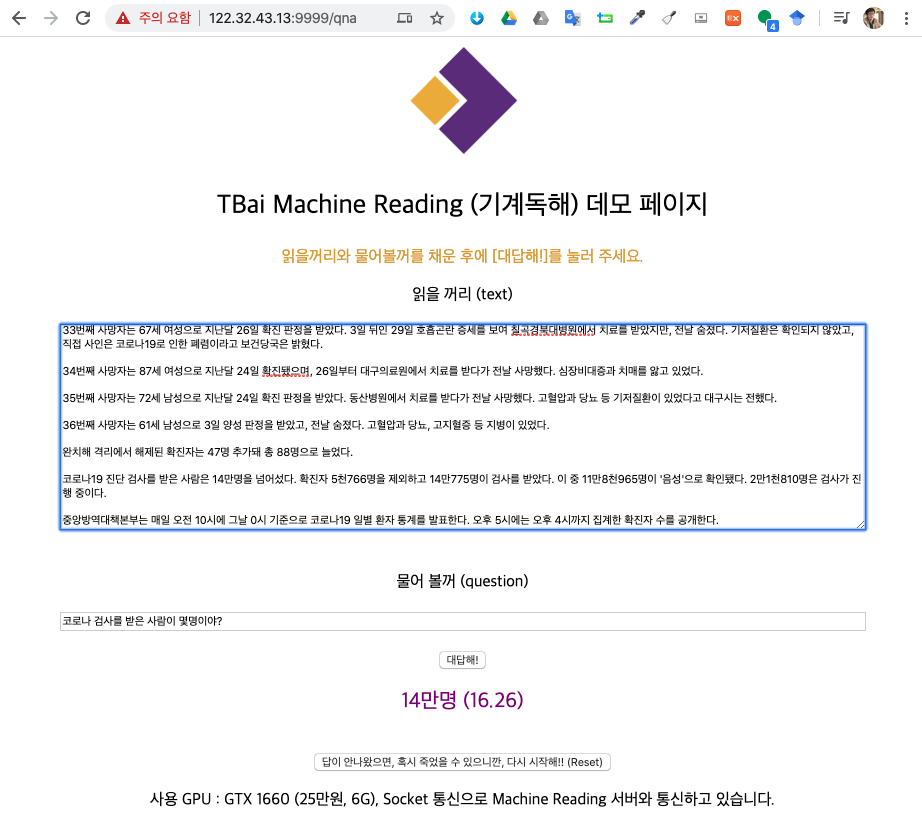 주의 요함 122.32.43.13:9999/qna
4
TBai Machine Reading (기계독해) 데모 페이지
읽을꺼리와 물어볼꺼를 채운 후에 [대답해!]를 눌러 주세요.
읽을 꺼리 (text)
33번째 사망자는 67세 여성으로 지난달 26일 확진 판정을 받았다. 3일 뒤인 29일 호흡곤란 증세를 보여 칠곡경북대병원에서 치료를 받았지만, 전날 숨졌다. 기저질환은 확인되지 않았고,
직접 사인은 코로나19로 인한 폐렴이라고 보건당국은 밝혔다.
34번째 사망자는 87세 여성으로 지난달 24일 확진됐으며, 26일부터 대구의료원에서 치료를 받다가 전날 사망했다. 심장비대증과 치매를 앓고 있었다.
35번째 사망자는 72세 남성으로 지난달 24일 확진 판정을 받았다. 동산병원에서 치료를 받다가 전날 사망했다. 고혈압과 당뇨 등 기저질환이 있었다고 대구시는 전했다.
36번째 사망자는 61세 남성으로 3일 양성 판정을 받았고, 전날 숨졌다. 고혈압과 당뇨, 고지혈증 등 지병이 있었다.
완치해 격리에서 해제된 확진자는 47명 추가돼 총 88명으로 늘었다.
코로나19 진단 검사를 받은 사람은 14만명을 넘어섰다. 확진자 5천766명을 제외하고 14만775명이 검사를 받았다. 이 중 11만8천965명이 '음성'으로 확인됐다. 2만1천810명은 검사가 진
행 중이다.
중앙방역대책본부는 매일 오전 10시에 그날 0시 기준으로 코로나19 일별 환자 통계를 발표한다. 오후 5시에는 오후 4시까지 집계한 확진자 수를 공개한다.
물어 볼꺼 (question)
코로나 검사를 받은 사람이 몇명이야?
대답해!
14만명 (16.26)
답이 안나왔으면, 혹시 죽었을 수 있으니깐, 다시 시작해!! (Reset)
사용 GPU : GTX 1660 (25만원, 6G), Socket 통신으로 Machine Reading 서버와 통신하고 있습니다.